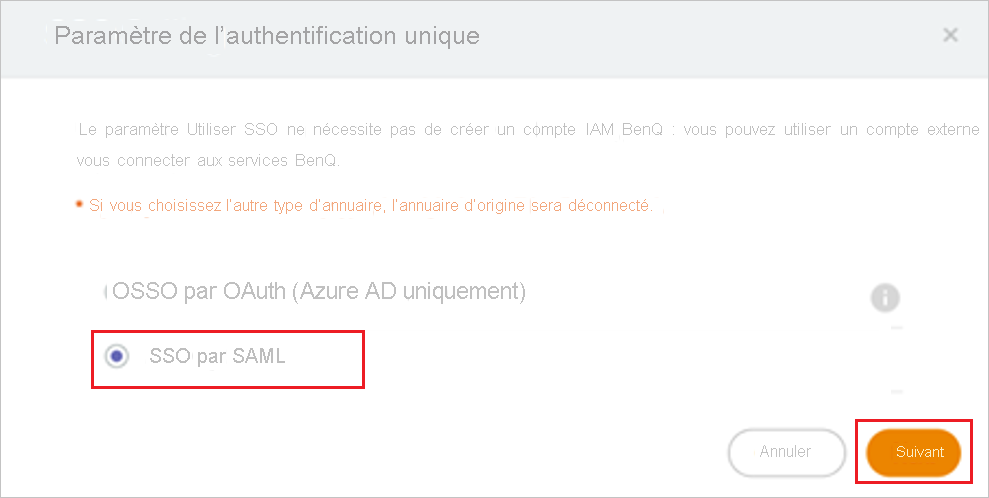 Paramètre de l'authentification unique
Le paramètre Utiliser SSO ne nécessite pas de créer un compte IAM BenQ : vous pouvez utiliser un compte externe
vous connecter aux services BenQ.
Si vous choisissez l'autre type d'annuaire, l'annuaire d'origine sera déconnecté.
OSSO par OAuth (Azure AD uniquement)
SSO par SAML
Annuler
Suivant